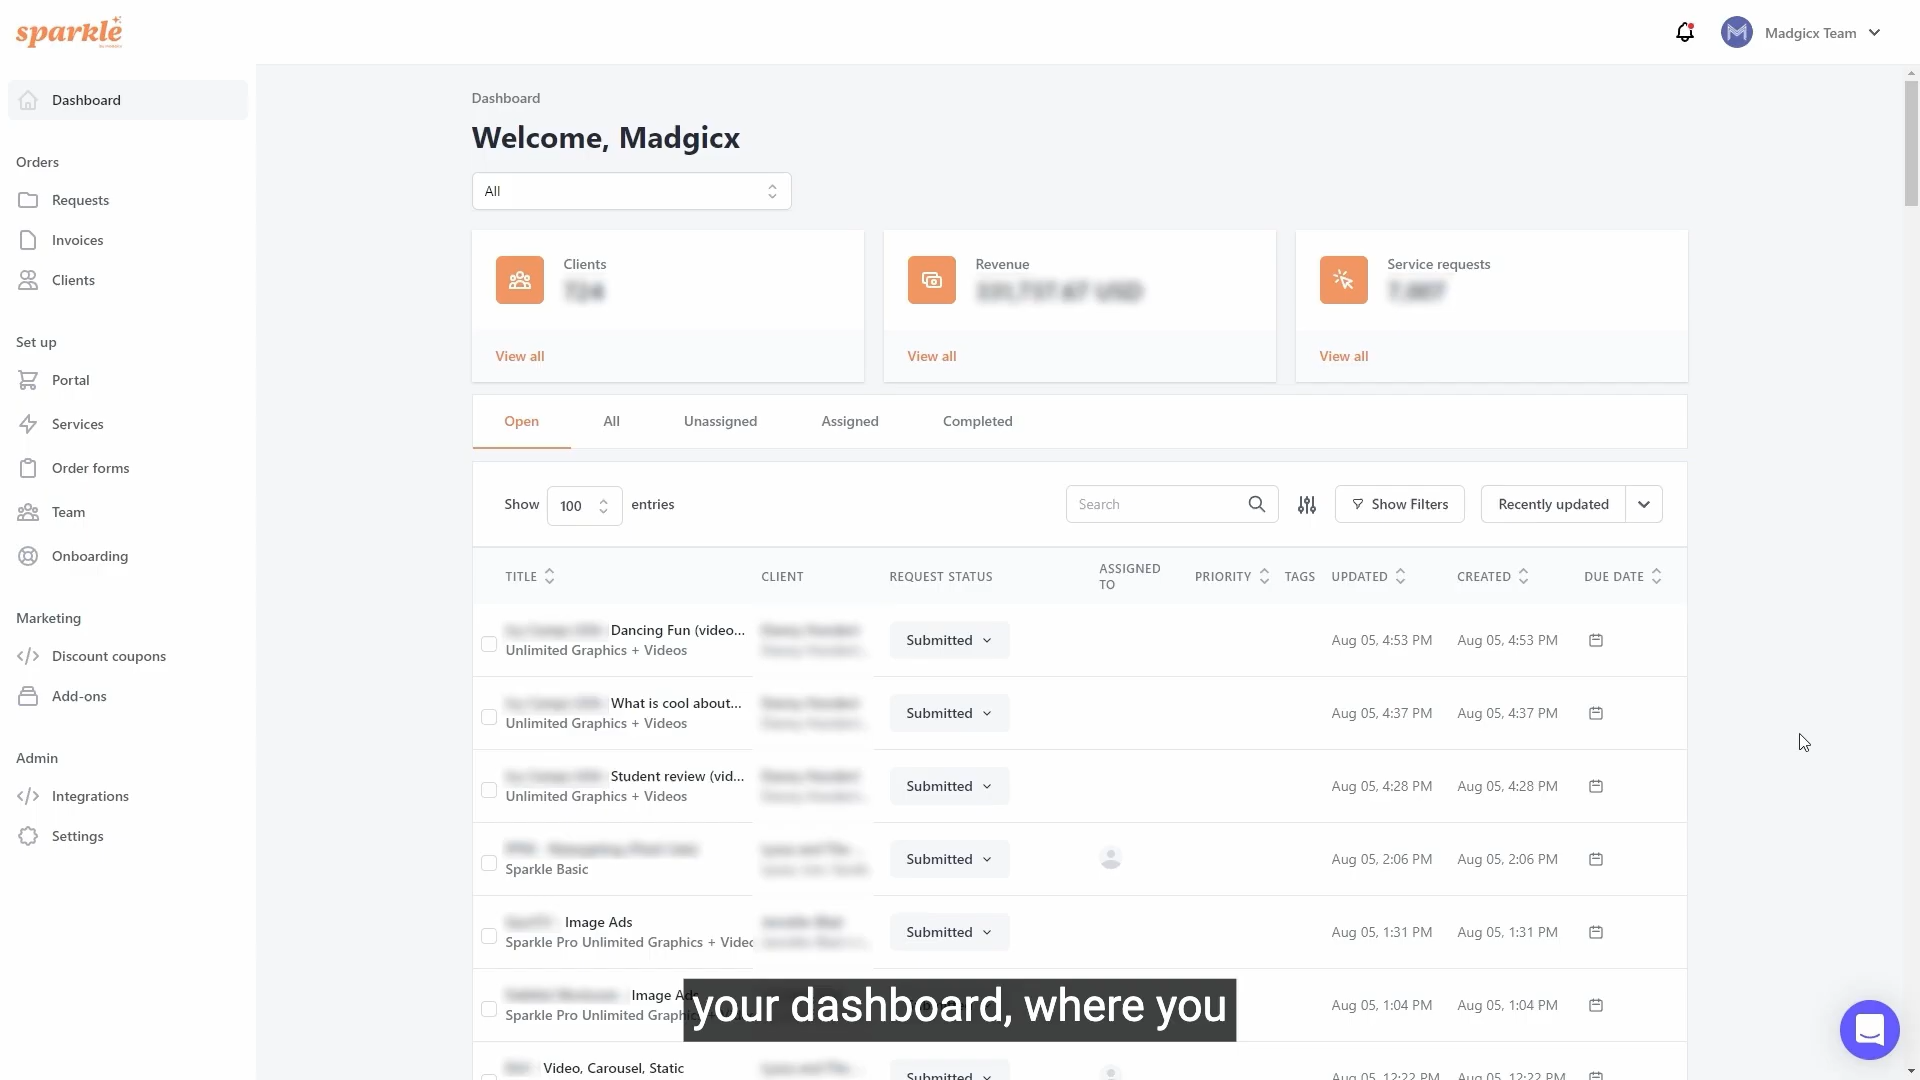 sparkle
Madgicx Team
Dashboard
Orders
Requests
Invoices
Clients
Set up
Portal
Services
Order forms
Team
Onboarding
Marketing
Discount coupons
Add-ons
Admin
Integrations
Settings
Dashboard
Welcome, Madgicx
All
Clients
View all
Revenue
View all
Service requests
View all
Open All Unassigned Assigned Completed
Show 100 entries Search Show Filters Recently updated
TITLE CLIENT REQUEST STATUS ASSIGNED TO PRIORITY TAGS UPDATED CREATED DUE DATE
Dancing Fun (video... Submitted Aug 05, 4:53 PM Aug 05, 4:53 PM
Unlimited Graphics + Videos
What is cool about... Submitted Aug 05, 4:37 PM Aug 05, 4:37 PM
Unlimited Graphics + Videos
Student review (vid... Submitted Aug 05, 4:28 PM Aug 05, 4:28 PM
Unlimited Graphics + Videos
Submitted Aug 05, 2:06 PM Aug 05, 2:06 PM
Sparkle Basic
Image Ads Submitted Aug 05, 1:31 PM Aug 05, 1:31 PM
Sparkle Pro Unlimited Graphics + Video
Image Ads Aug 05, 1:04 PM Aug 05, 1:04 PM
Sparkle Pro Unlimited Graph
your dashboard, where you
Video, Carousel, Static Submitted Aug 05, 12:22 PM Aug 05, 12:22 PM